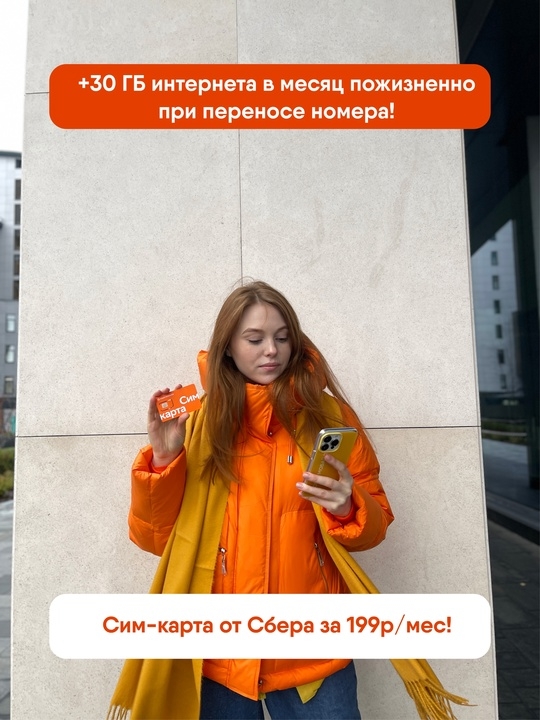 +30 ГБ интернета в месяц пожизненно
при переносе номера!
Сим
карта
Сим-карта от Сбера за 199р/мес!